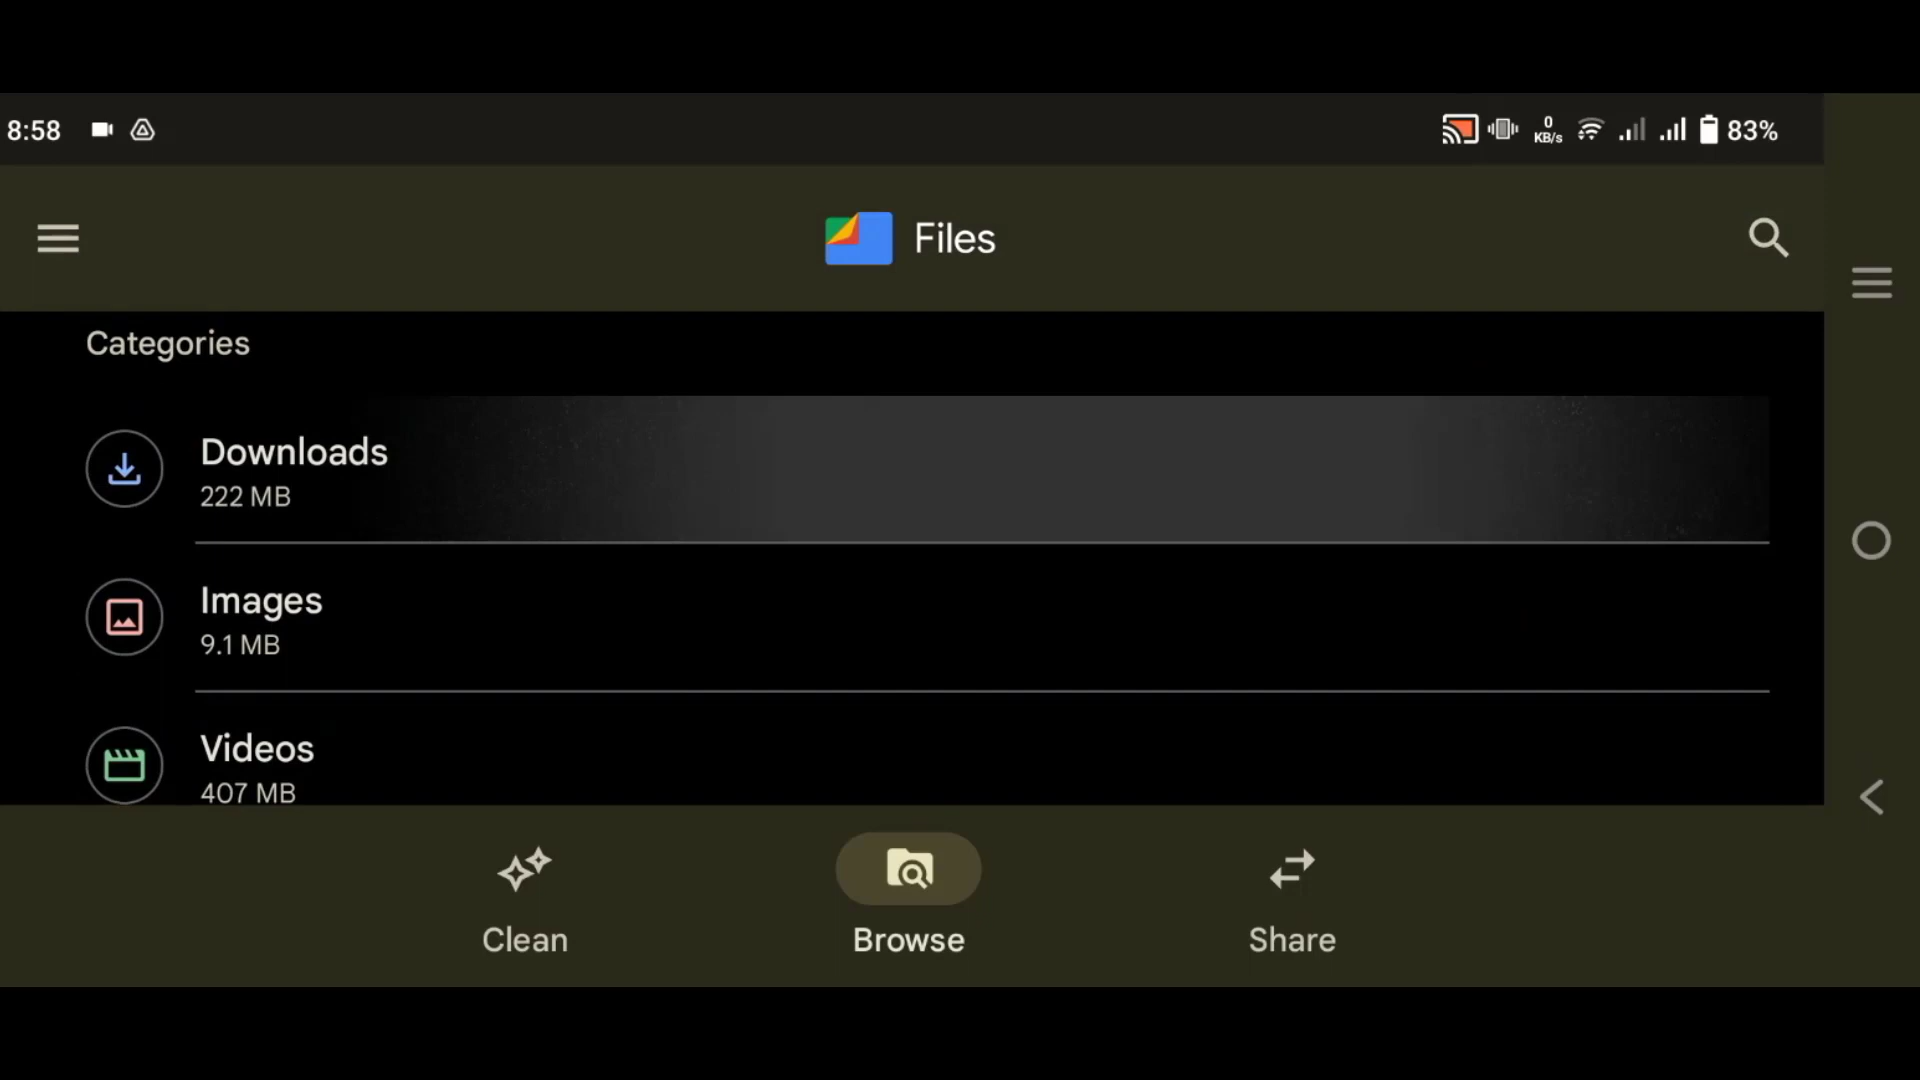 8:58
0
KB/s
83%
Files
Categories
Downloads
222 MB
Images
9.1 MB
Videos
407 MB
Clean
Browse
Share